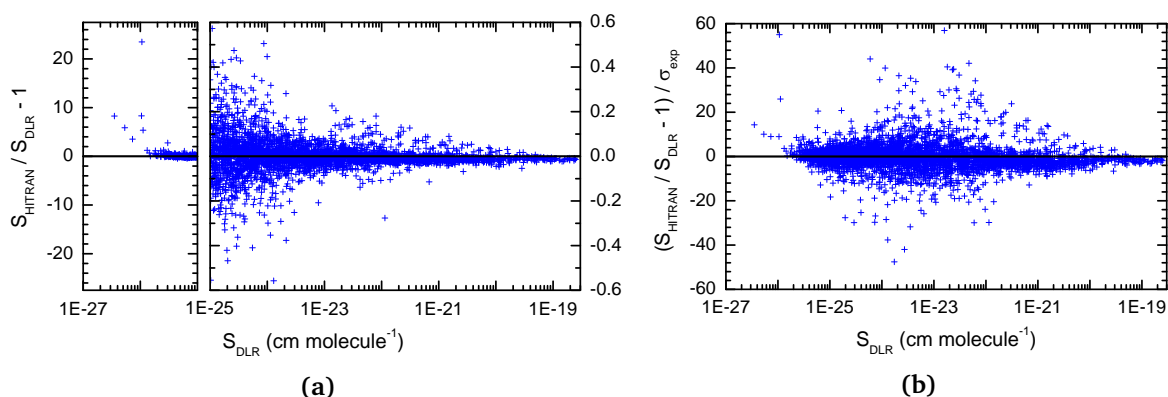 S_HITRAN / S_DLR - 1
20
10
0
-10
-20
0.6
0.4
0.2
0.0
-0.2
-0.4
-0.6
1E-27
1E-25
1E-25
1E-23
1E-21
1E-19
S_DLR (cm molecule^-1)
(a)
(S_HITRAN / S_DLR - 1) / σ_exp
60
40
20
0
-20
-40
-60
1E-27
1E-25
1E-23
1E-21
1E-19
S_DLR (cm molecule^-1)
(b)